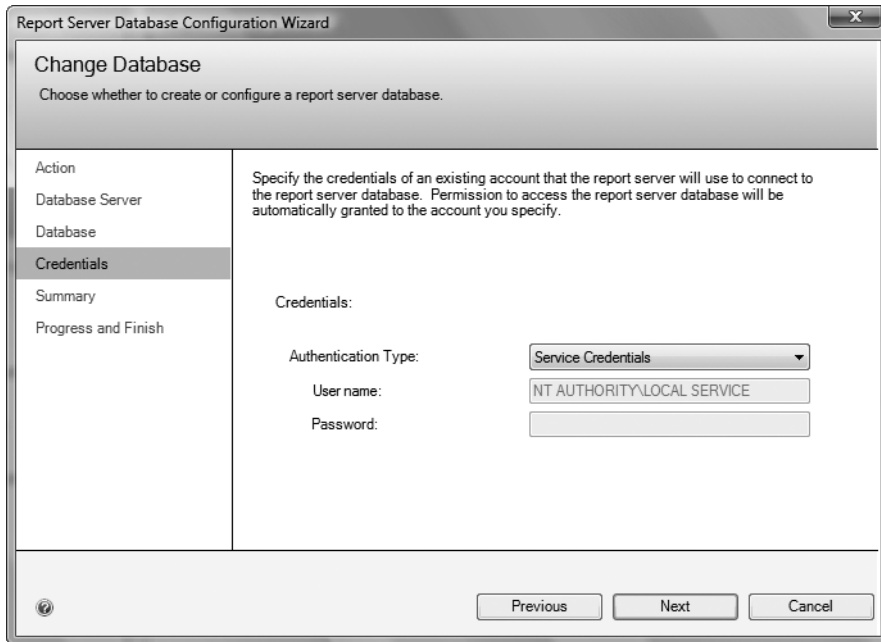 Report Server Database Configuration Wizard
X
Change Database
Choose whether to create or configure a report server database.
Action
Database Server
Database
Credentials
Summary
Progress and Finish
Specify the credentials of an existing account that the report server will use to connect to
the report server database.  Permission to access the report server database will be
automatically granted to the account you specify.
Credentials:
Authentication Type:
Service Credentials
User name:
NT AUTHORITY\LOCAL SERVICE
Password:
?
Previous
Next
Cancel